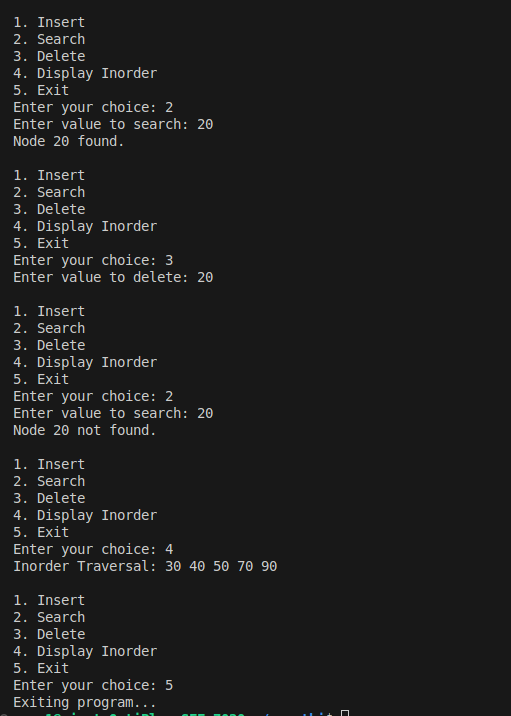 1. Insert
2. Search
3. Delete
4. Display Inorder
5. Exit
Enter your choice: 2
Enter value to search: 20
Node 20 found.
1. Insert
2. Search
3. Delete
4. Display Inorder
5. Exit
Enter your choice: 3
Enter value to delete: 20
1. Insert
2. Search
3. Delete
4. Display Inorder
5. Exit
Enter your choice: 2
Enter value to search: 20
Node 20 not found.
1. Insert
2. Search
3. Delete
4. Display Inorder
5. Exit
Enter your choice: 4
Inorder Traversal: 30 40 50 70 90
1. Insert
2. Search
3. Delete
4. Display Inorder
5. Exit
Enter your choice: 5
Exiting program...